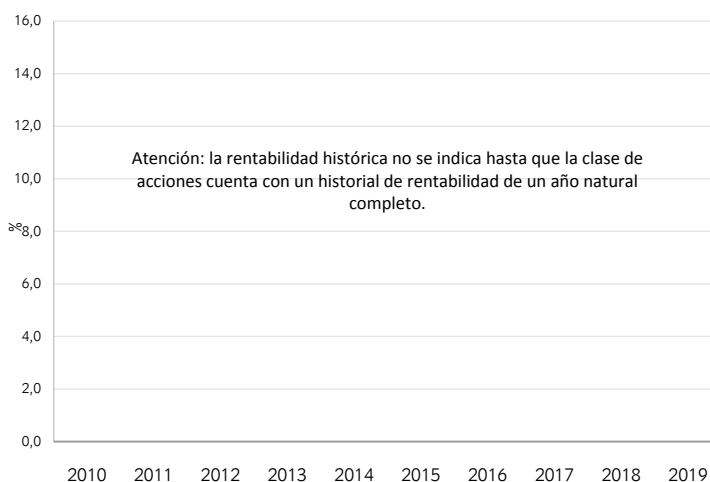 16,0
14,0
12,0
Atención: la rentabilidad histórica no se indica hasta que la clase de
acciones cuenta con un historial de rentabilidad de un año natural
completo.
10,0
%
8,0
6,0
4,0
2,0
0,0
2010 2011 2012 2013 2014 2015 2016 2017 2018 2019